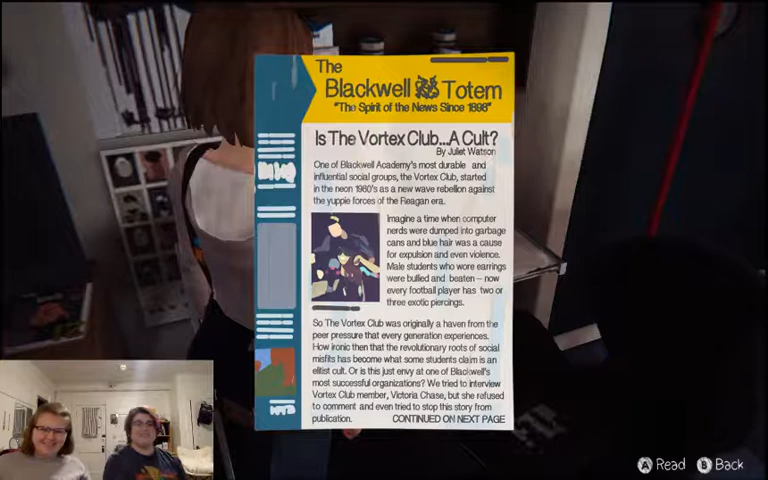 The
Blackwell Totem
"The Spirit of the News Since 1898"
Is The Vortex Club...A Cult?
By Juliet Watson
One of Blackwell Academy's most durable and
influential social groups, the Vortex Club, started
in the neon 1980's as a new wave rebellion against
the yuppie forces of the Reagan era.
Imagine a time when computer
nerds were dumped into garbage
cans and blue hair was a cause
for expulsion and even violence.
Male students who wore earrings
were bullied and beaten – now
every football player has two or
three exotic piercings.
So The Vortex Club was originally a haven from the
peer pressure that every generation experiences.
How ironic then that the revolutionary roots of social
misfits has become what some students claim is an
elitist cult. Or is this just envy at one of Blackwell's
most successful organizations? We tried to interview
Vortex Club member, Victoria Chase, but she refused
to comment and even tried to stop this story from
publication. CONTINUED ON NEXT PAGE
A Read B Back